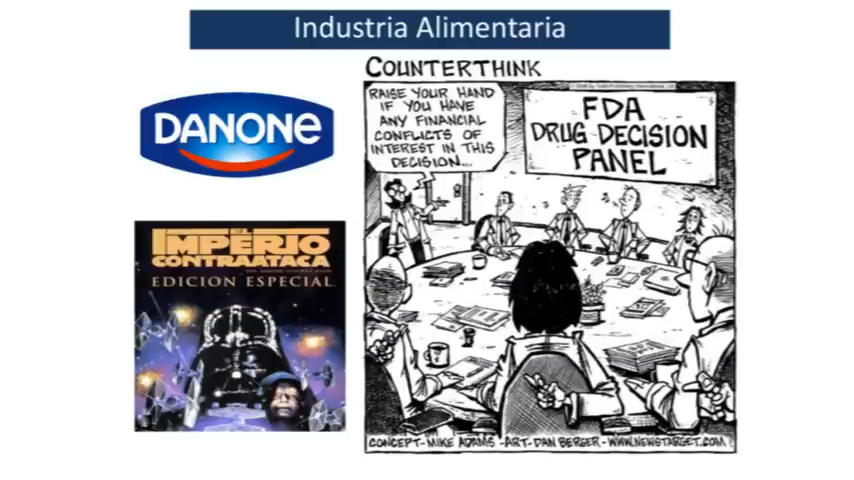 Industria Alimentaria
COUNTERTHINK
RAISE YOUR HAND
IF YOU HAVE
ANY FINANCIAL
CONFLICTS OF
INTEREST IN THIS
DECISION...
FDA
DRUG DECISION
PANEL
DANONE
EL
IMPERIO
CONTRAATACA
EDICION ESPECIAL
CONCEPT-MIKE ADAMS -ART-DAN BERGER-WWW.NEWSTARGET.COM